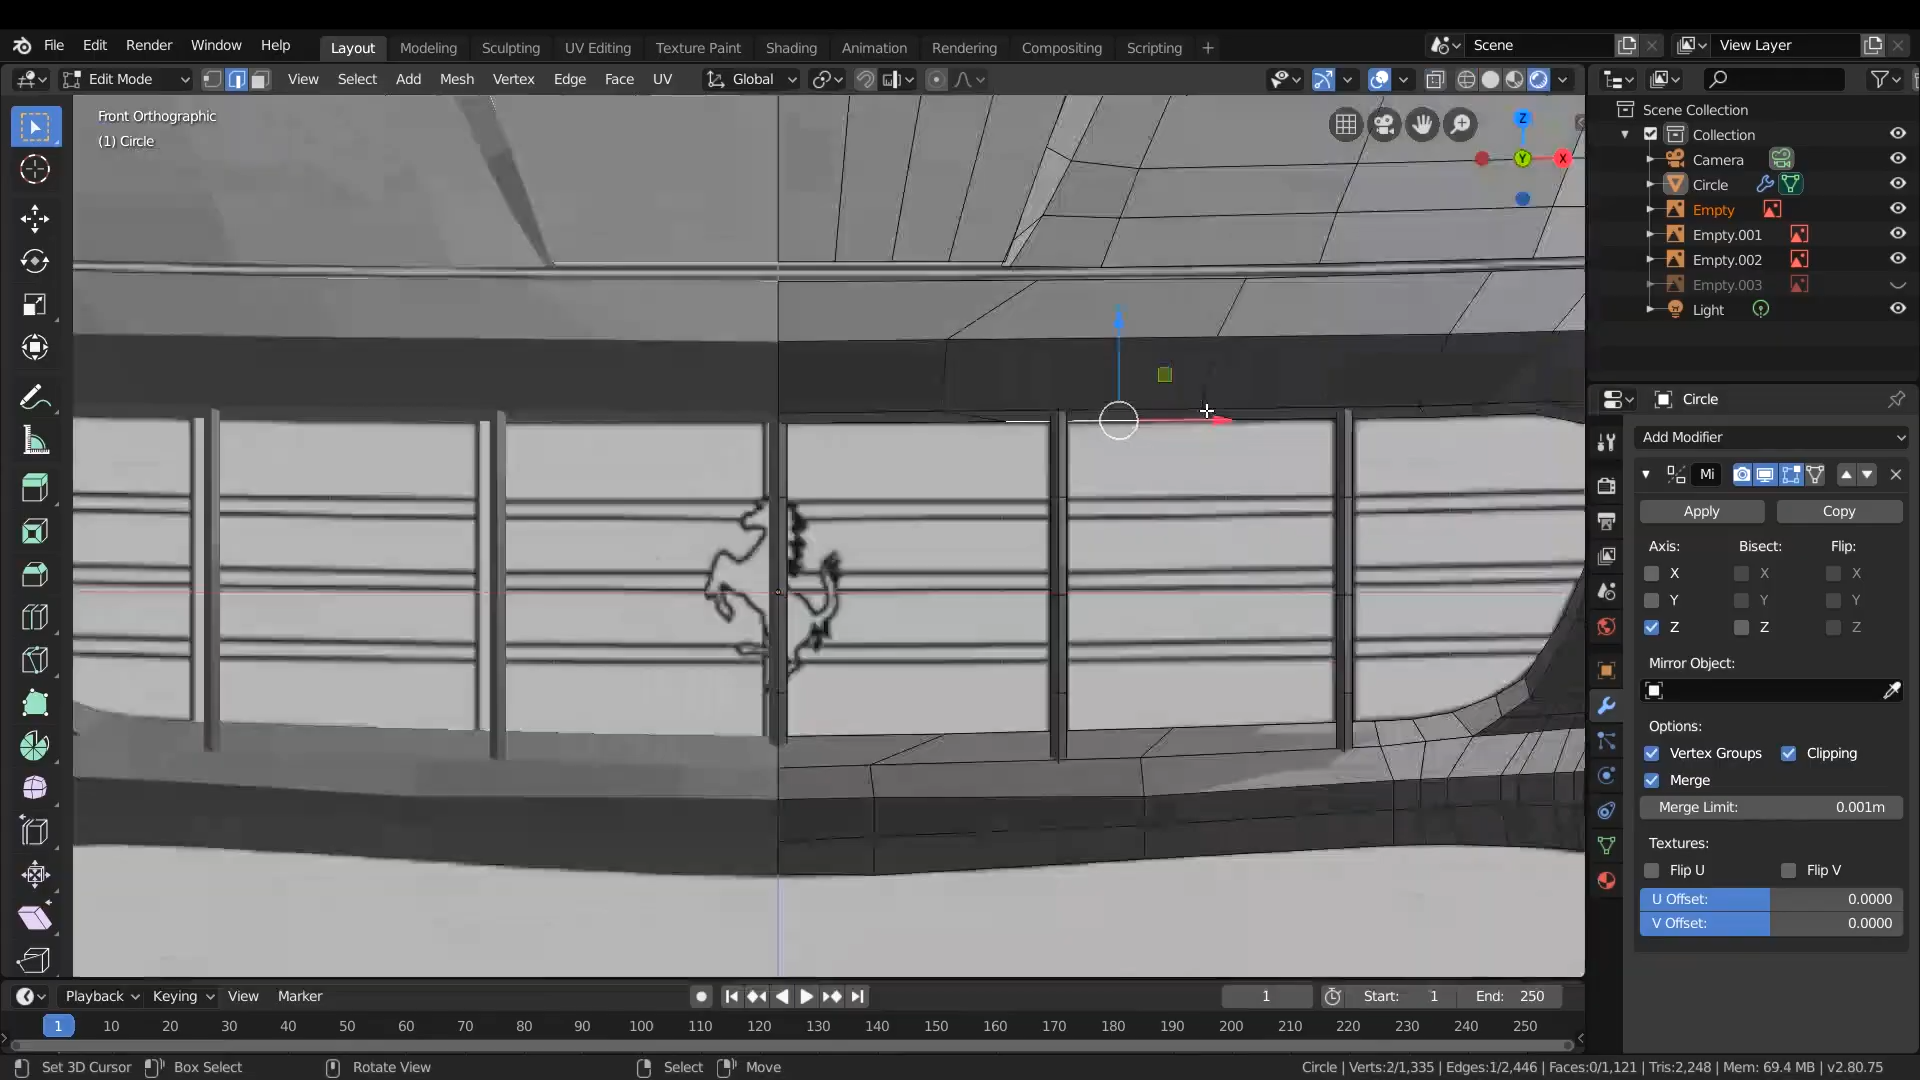 File Edit Render Window Help Layout Modeling Sculpting UV Editing Texture Paint Shading Animation Rendering Compositing Scripting + Scene View Layer
Edit Mode View Select Add Mesh Vertex Edge Face UV Global
Front Orthographic
(1) Circle
Z
Y
X
Scene Collection
Collection
Camera
Circle
Empty
Empty.001
Empty.002
Empty.003
Light
Circle
Add Modifier
Mi
Apply Copy
Axis: Bisect: Flip:
X X X
Y Y Y
Z Z Z
Mirror Object:
Options:
Vertex Groups Clipping
Merge
Merge Limit: 0.001m
Textures:
Flip U Flip V
U Offset: 0.0000
V Offset: 0.0000
Playback Keying View Marker 1 Start: 1 End: 250
1 10 20 30 40 50 60 70 80 90 100 110 120 130 140 150 160 170 180 190 200 210 220 230 240 250
Set 3D Cursor Box Select Rotate View Select Move Circle | Verts:2/1,335 | Edges:1/2,446 | Faces:0/1,121 | Tris:2,248 | Mem: 69.4 MB | v2.80.75